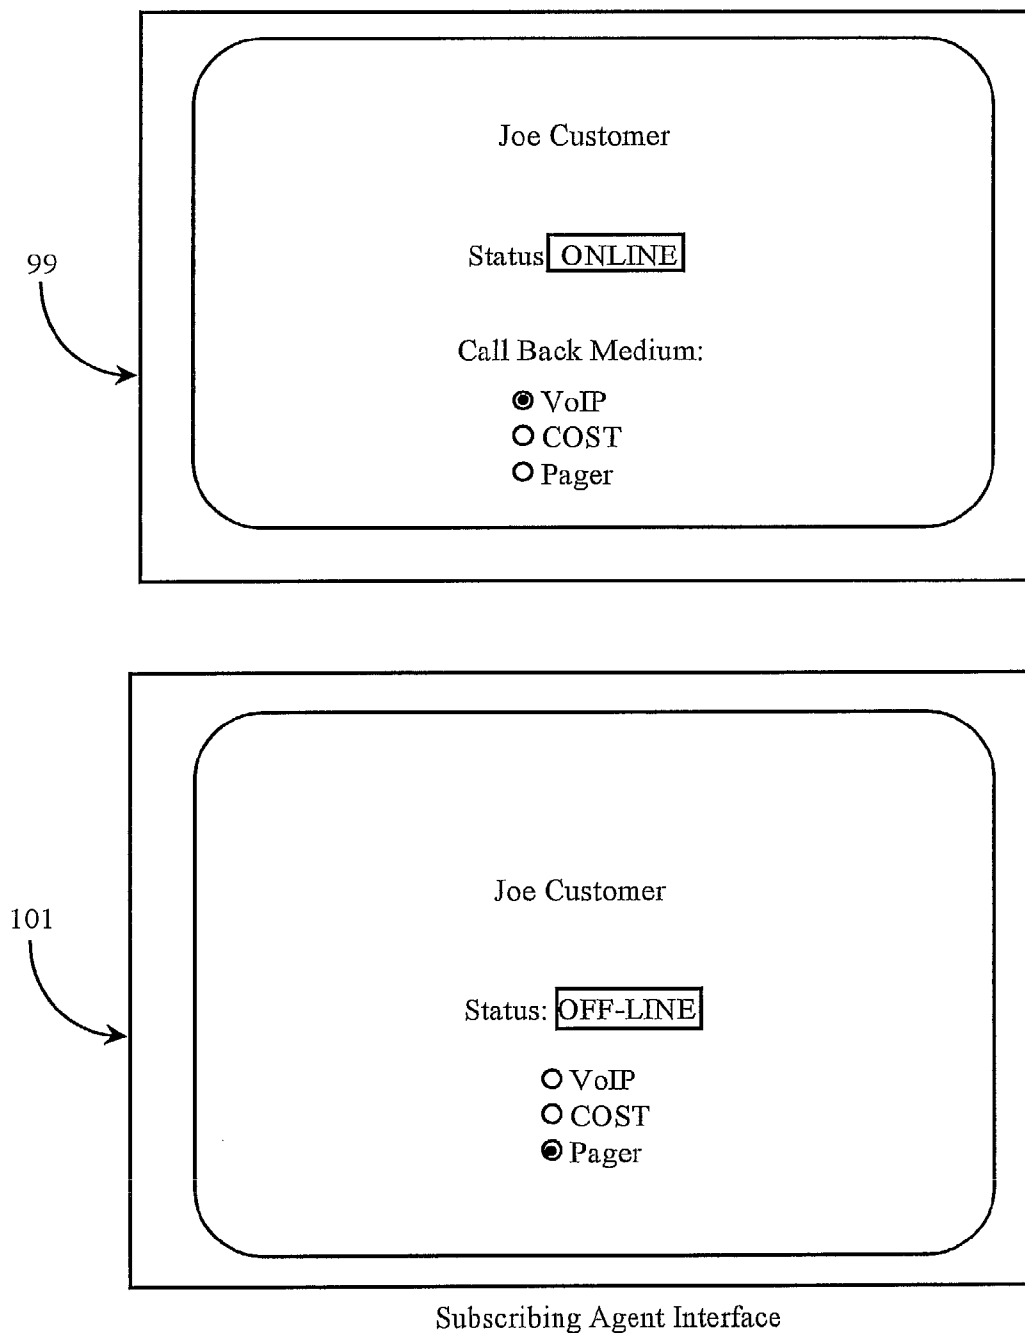 Joe Customer
99
Status ONLINE
Call Back Medium:
VoIP
COST
Pager
Joe Customer
101
Status: OFF-LINE
VoIP
COST
Pager
Subscribing Agent Interface